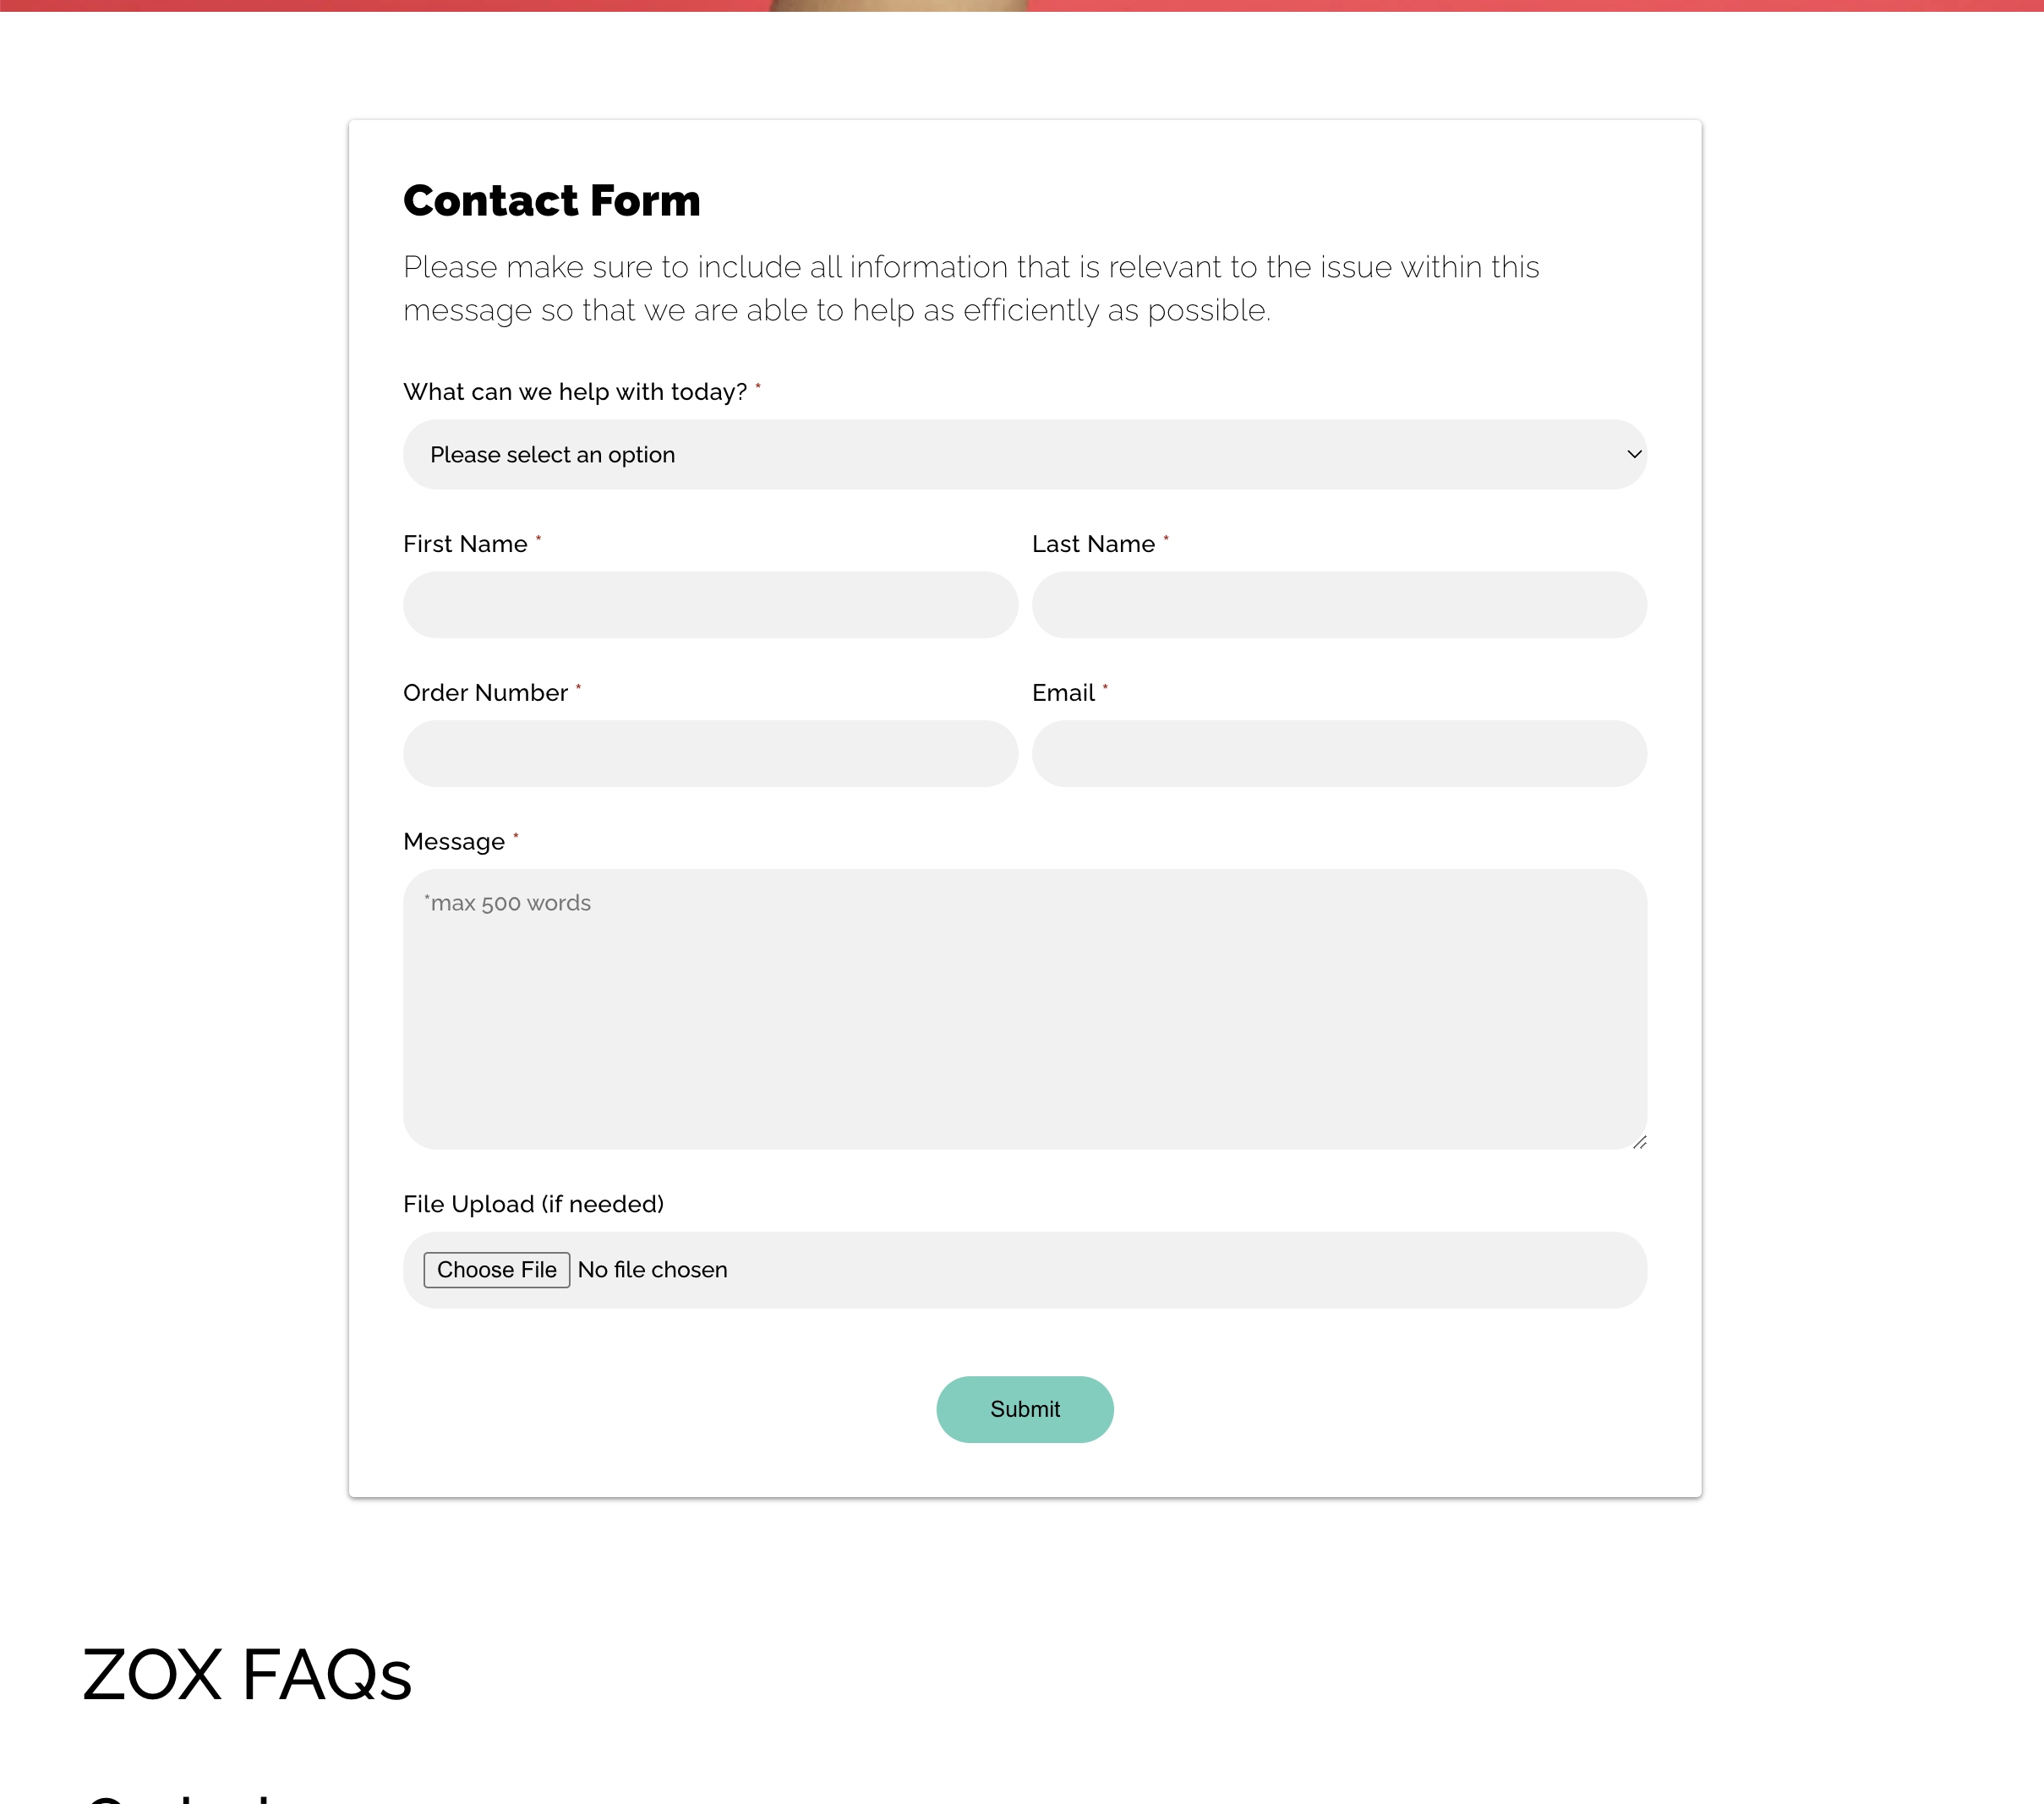 Contact Form
Please make sure to include all information that is relevant to the issue within this
message so that we are able to help as efficiently as possible.
What can we help with today? *
Please select an option
First Name *
Last Name *
Order Number *
Email *
Message *
*max 500 words
File Upload (if needed)
Choose File No file chosen
Submit
ZOX FAQs